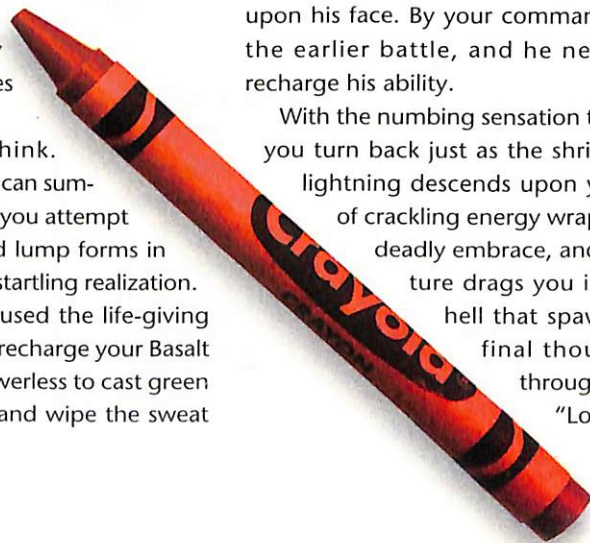 es
hink.
can sum-
you attempt
d lump forms in
startling realization.
used the life-giving
recharge your Basalt
werless to cast green
and wipe the sweat
Crayola
CRAYON
upon his face. By your comman
the earlier battle, and he ne
recharge his ability.
With the numbing sensation t
you turn back just as the shri
lightning descends upon y
of crackling energy wrap
deadly embrace, and
ture drags you i
hell that spav
final thou
throug
"Lo